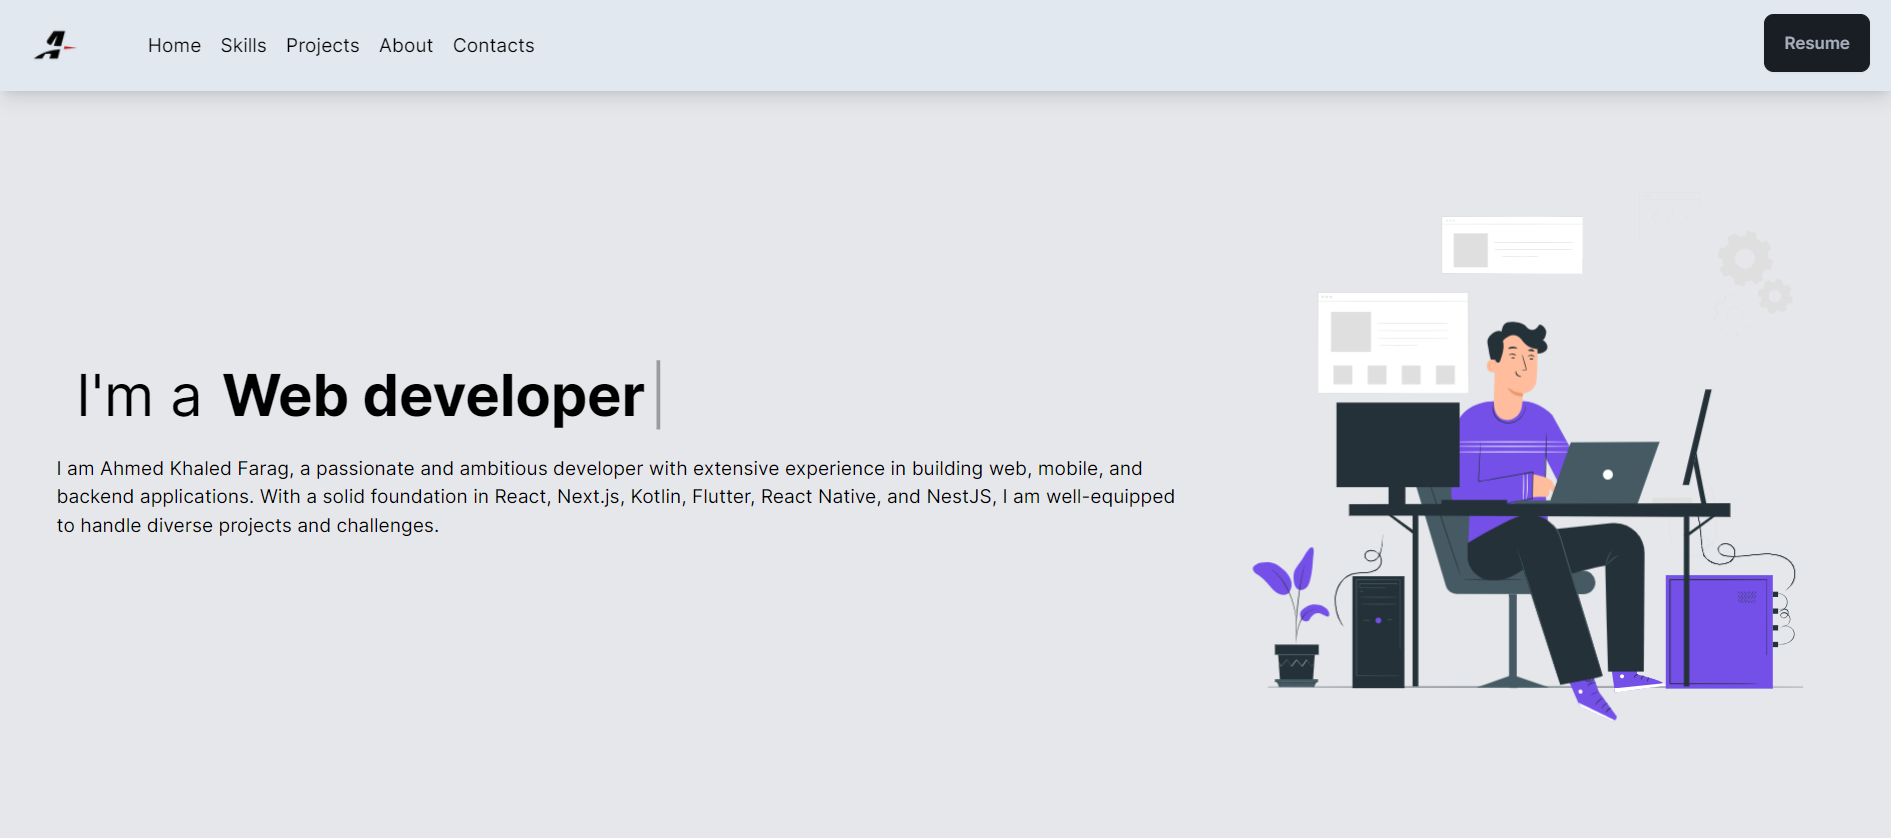 Home Skills Projects About Contacts
Resume
I'm a Web developer
I am Ahmed Khaled Farag, a passionate and ambitious developer with extensive experience in building web, mobile, and
backend applications. With a solid foundation in React, Next.js, Kotlin, Flutter, React Native, and NestJS, I am well-equipped
to handle diverse projects and challenges.